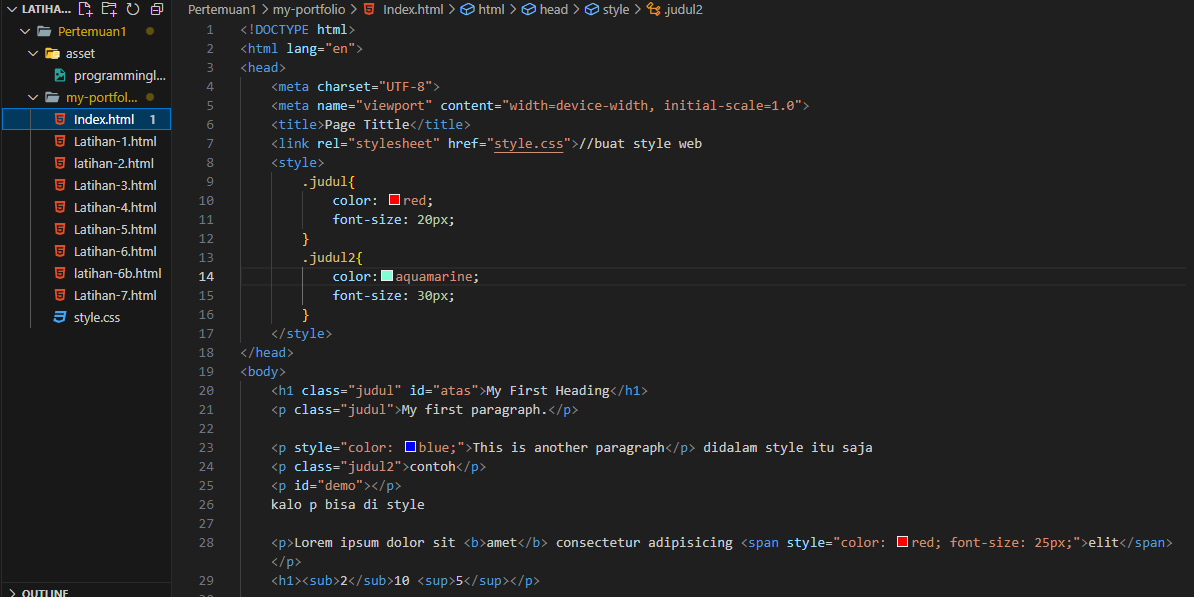 LATIHA...
Pertemuan1
asset
programmingl...
my-portfol...
Index.html 1
Latihan-1.html
latihan-2.html
Latihan-3.html
Latihan-4.html
Latihan-5.html
Latihan-6.html
latihan-6b.html
Latihan-7.html
style.css
OUTLINE
Pertemuan1 > my-portfolio > Index.html > html > head > style > .judul2
1 <!DOCTYPE html>
2 <html lang="en">
3 <head>
4 <meta charset="UTF-8">
5 <meta name="viewport" content="width=device-width, initial-scale=1.0">
6 <title>Page Tittle</title>
7 <link rel="stylesheet" href="style.css">//buat style web
8 <style>
9 .judul{
10 color: red;
11 font-size: 20px;
12 }
13 .judul2{
14 color: aquamarine;
15 font-size: 30px;
16 }
17 </style>
18 </head>
19 <body>
20 <h1 class="judul" id="atas">My First Heading</h1>
21 <p class="judul">My first paragraph.</p>
22
23 <p style="color: blue;">This is another paragraph</p> didalam style itu saja
24 <p class="judul2">contoh</p>
25 <p id="demo"></p>
26 kalo p bisa di style
27
28 <p>Lorem ipsum dolor sit <b>amet</b> consectetur adipisicing <span style="color: red; font-size: 25px;">elit</span>
</p>
29 <h1><sub>2</sub>10 <sup>5</sup></p>